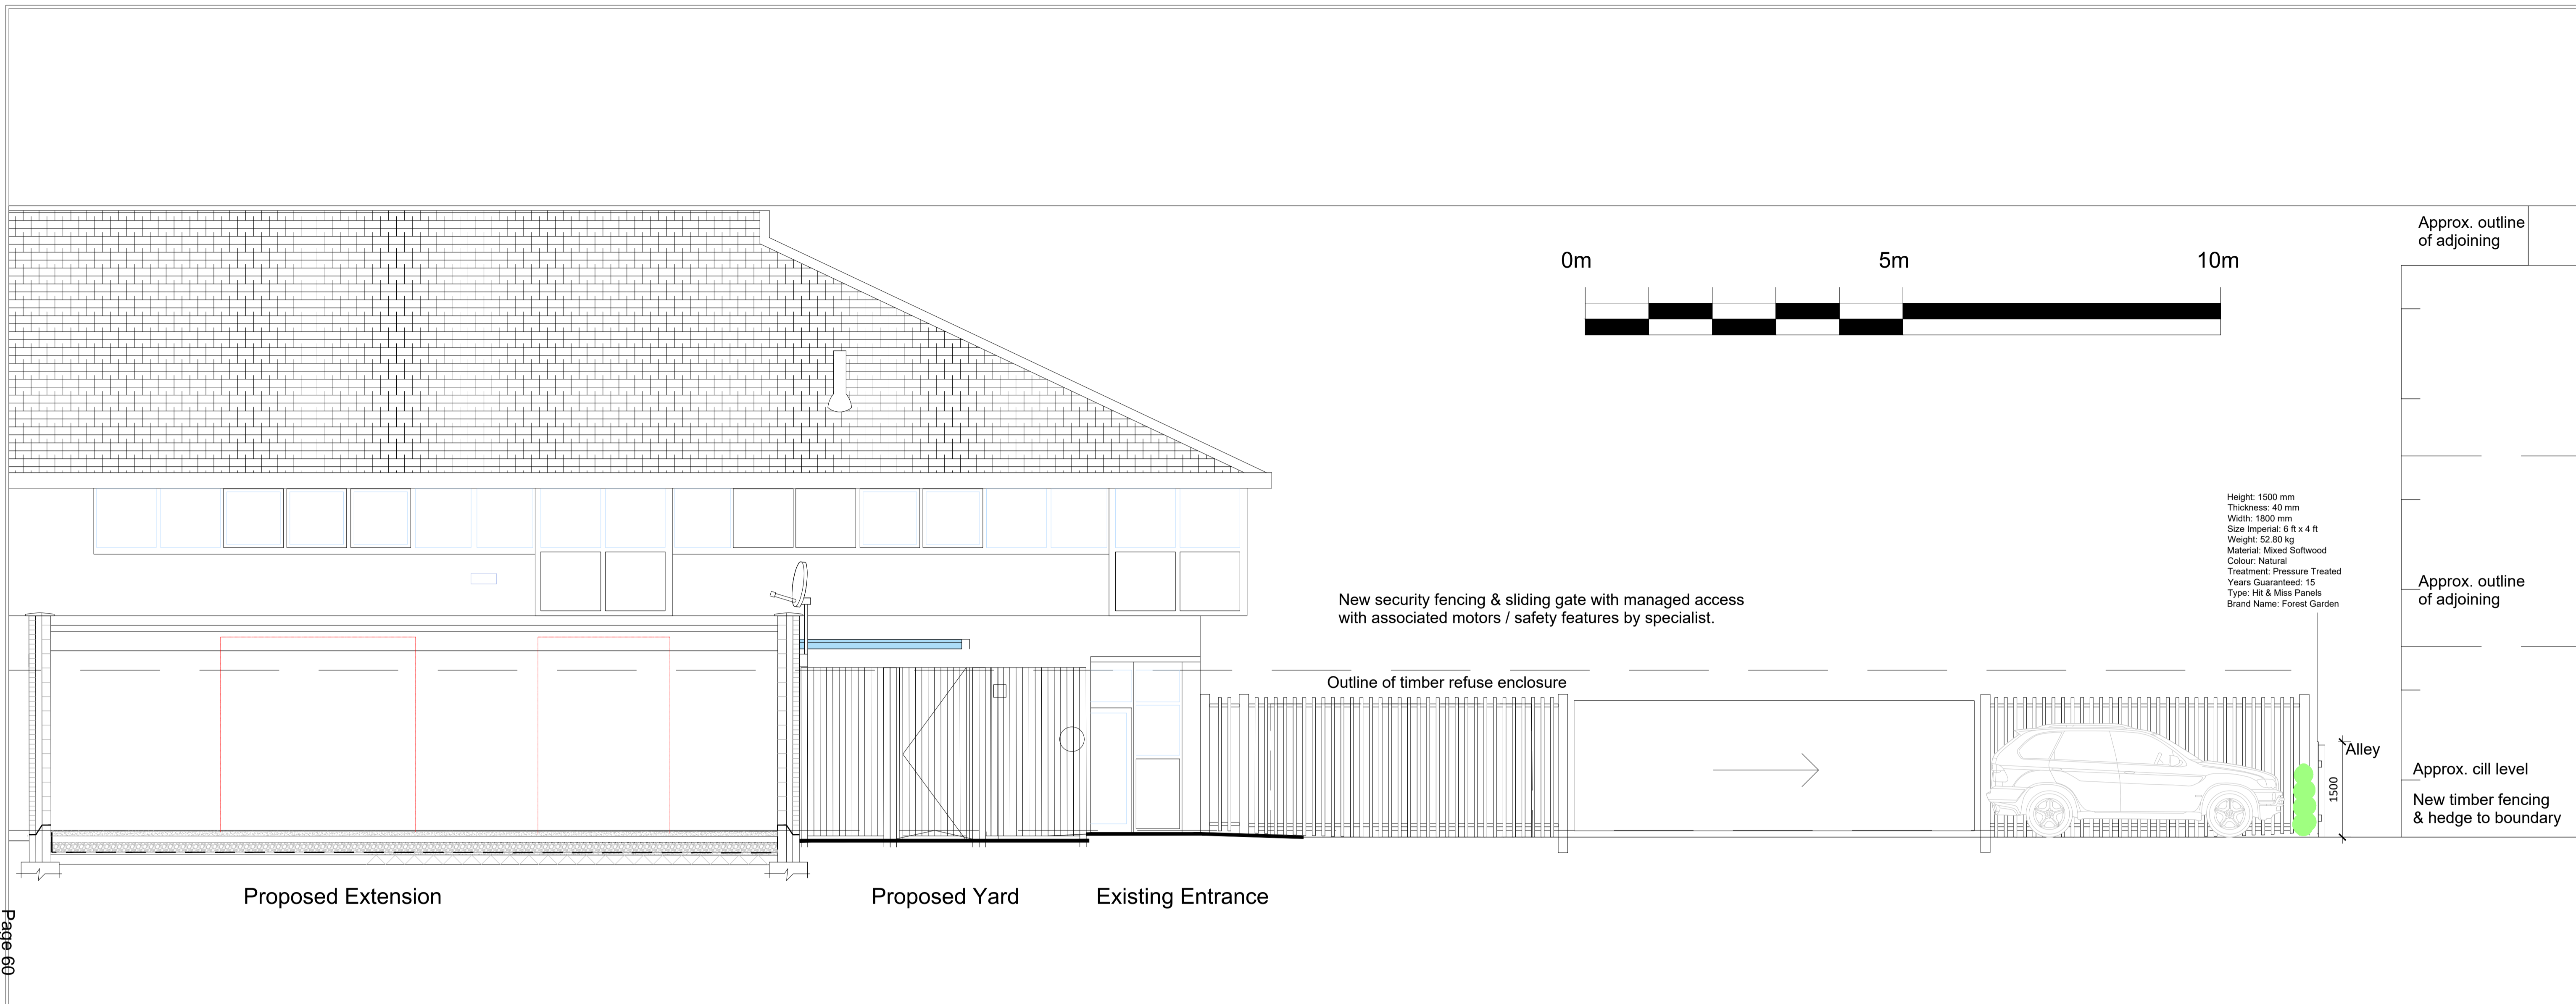 Approx. outline
of adjoining
0m
5m
10m
Height: 1500 mm
Thickness: 40 mm
Width: 1800 mm
Size Imperial: 6 ft x 4 ft
Weight: 52.80 kg
Material: Mixed Softwood
Colour: Natural
Treatment: Pressure Treated
Years Guaranteed: 15
Type: Hit & Miss Panels
Brand Name: Forest Garden
Approx. outline
of adjoining
New security fencing & sliding gate with managed access
with associated motors / safety features by specialist.
Outline of timber refuse enclosure
Alley
1500
Approx. cill level
New timber fencing
& hedge to boundary
Proposed Extension
Proposed Yard
Existing Entrance
Page 60